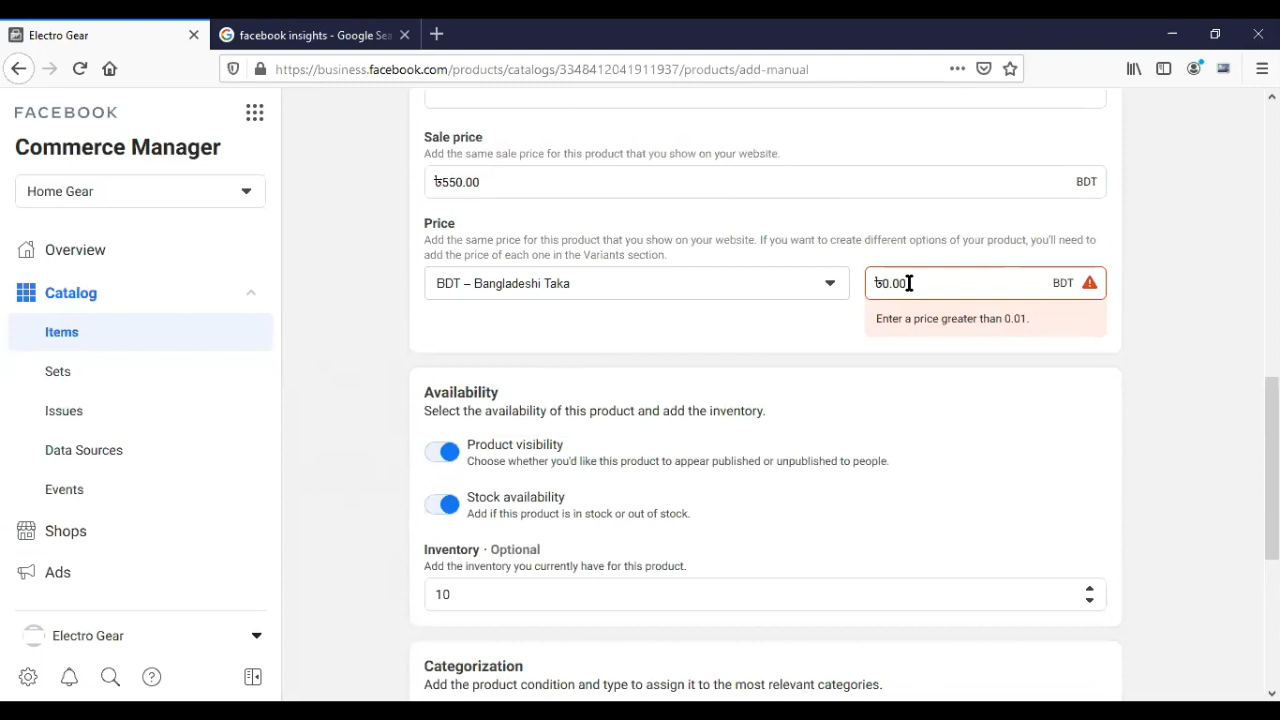 Electro Gear
facebook insights - Google Sea
https://business.facebook.com/products/catalogs/3348412041911937/products/add-manual
FACEBOOK
Commerce Manager
Home Gear
Overview
Catalog
Items
Sets
Issues
Data Sources
Events
Shops
Ads
Electro Gear
Sale price
Add the same sale price for this product that you show on your website.
৳550.00 BDT
Price
Add the same price for this product that you show on your website. If you want to create different options of your product, you'll need to
add the price of each one in the Variants section.
BDT – Bangladeshi Taka
৳0.00 BDT
Enter a price greater than 0.01.
Availability
Select the availability of this product and add the inventory.
Product visibility
Choose whether you'd like this product to appear published or unpublished to people.
Stock availability
Add if this product is in stock or out of stock.
Inventory · Optional
Add the inventory you currently have for this product.
10
Categorization
Add the product condition and type to assign it to the most relevant categories.